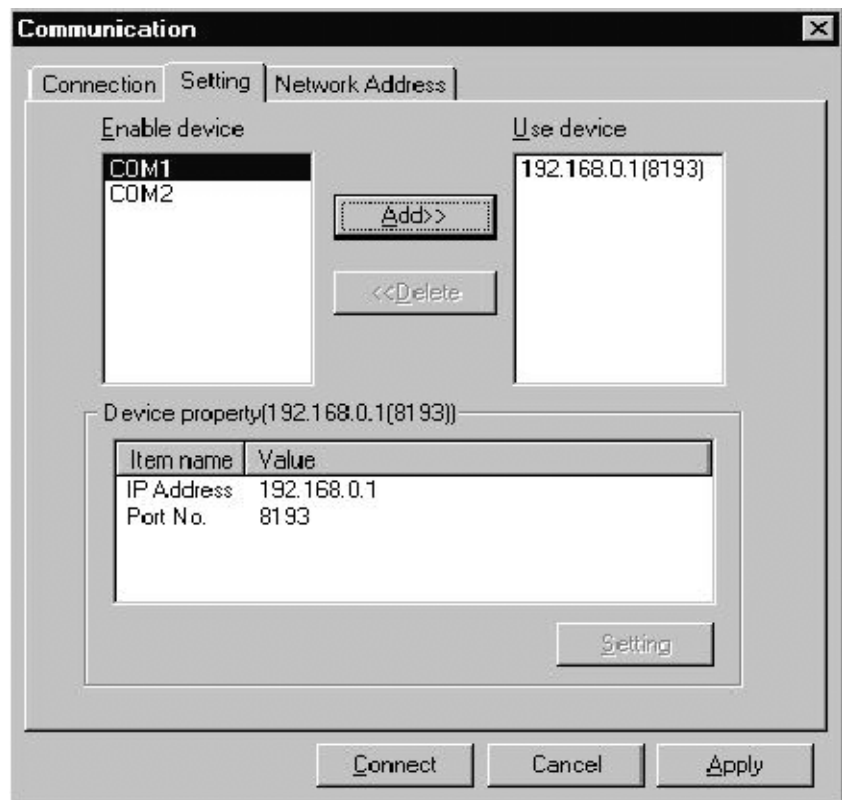 Communication
Connection Setting Network Address
Enable device Use device
COM1 192.168.0.1(8193)
COM2
Add>>
<<Delete
Device property(192.168.0.1(8193))
Item name Value
IP Address 192.168.0.1
Port No. 8193
Setting
Connect Cancel Apply